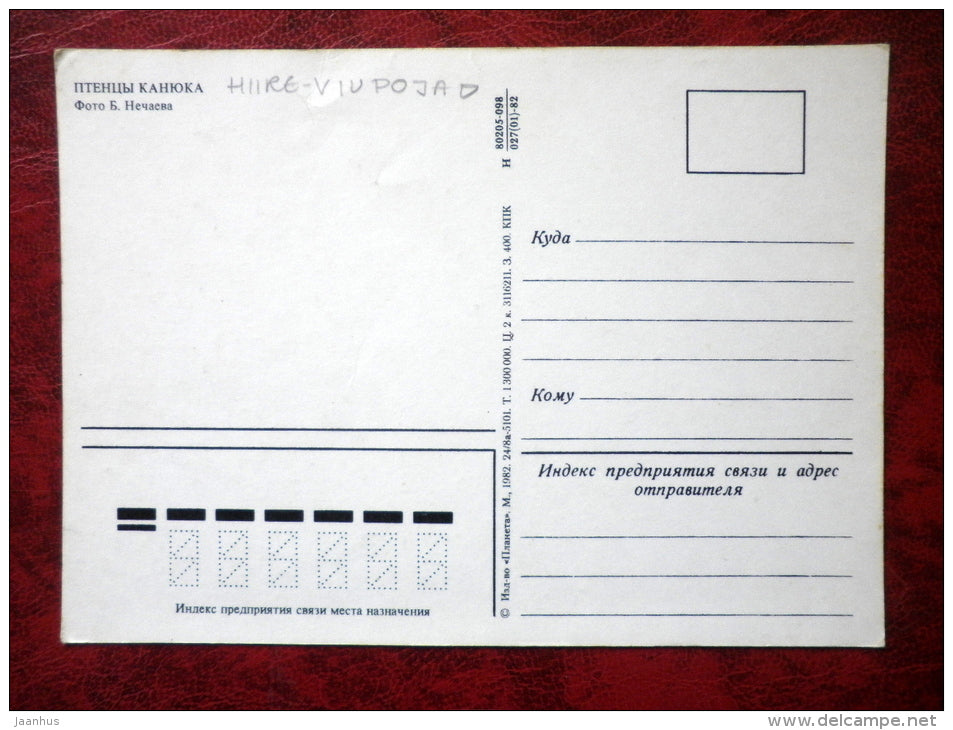 ПТЕНЦЫ КАНЮКА HIIRE-VIUPOJAD
Фото Б. Нечаева
Н 80205-098
027(01)-82
© Изд-во «Планета». М., 1982. 24/8а-5101. Т. 1 300 000. Ц. 2 к. 3116211. З. 400. КПК
Куда
Кому
Индекс предприятия связи и адрес
отправителя
Индекс предприятия связи места назначения
jaanhus
delcampe.net